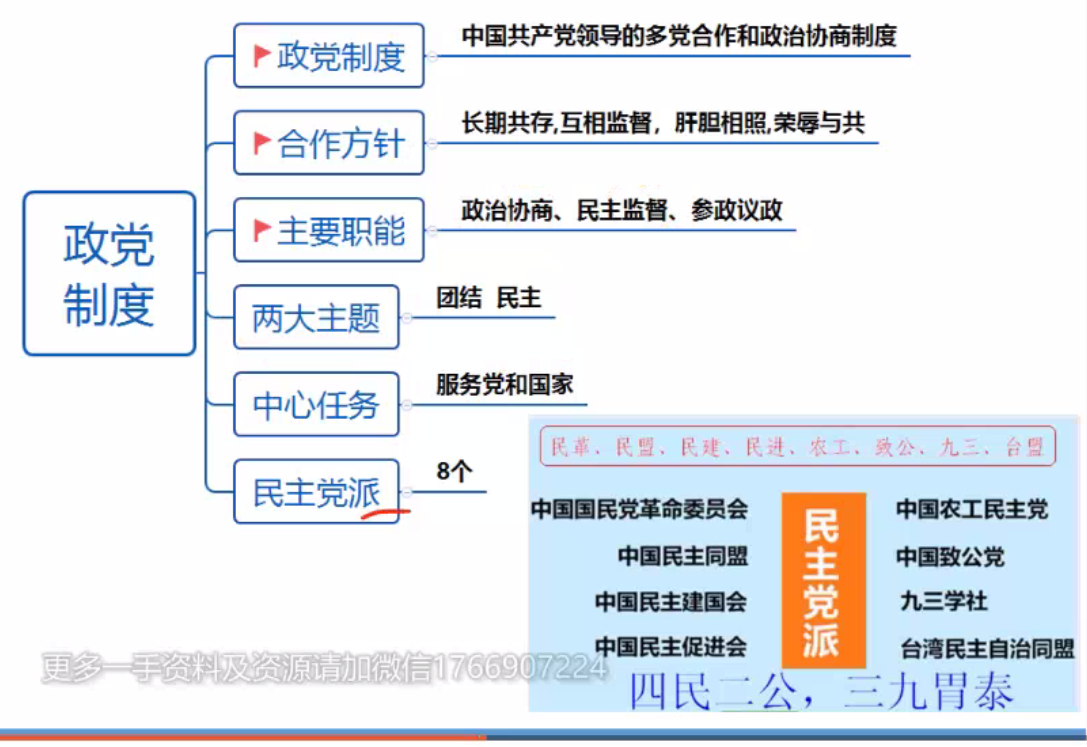 政党制度
政党制度
中国共产党领导的多党合作和政治协商制度
合作方针
长期共存,互相监督，肝胆相照,荣辱与共
主要职能
政治协商、民主监督、参政议政
两大主题
团结 民主
中心任务
服务党和国家
民主党派
8个
民革、民盟、民建、民进、农工、致公、九三、台盟
民主党派
中国国民党革命委员会
中国民主同盟
中国民主建国会
中国民主促进会
中国农工民主党
中国致公党
九三学社
台湾民主自治同盟
四民二公，三九胃泰
更多一手资料及资源请加微信1766907224